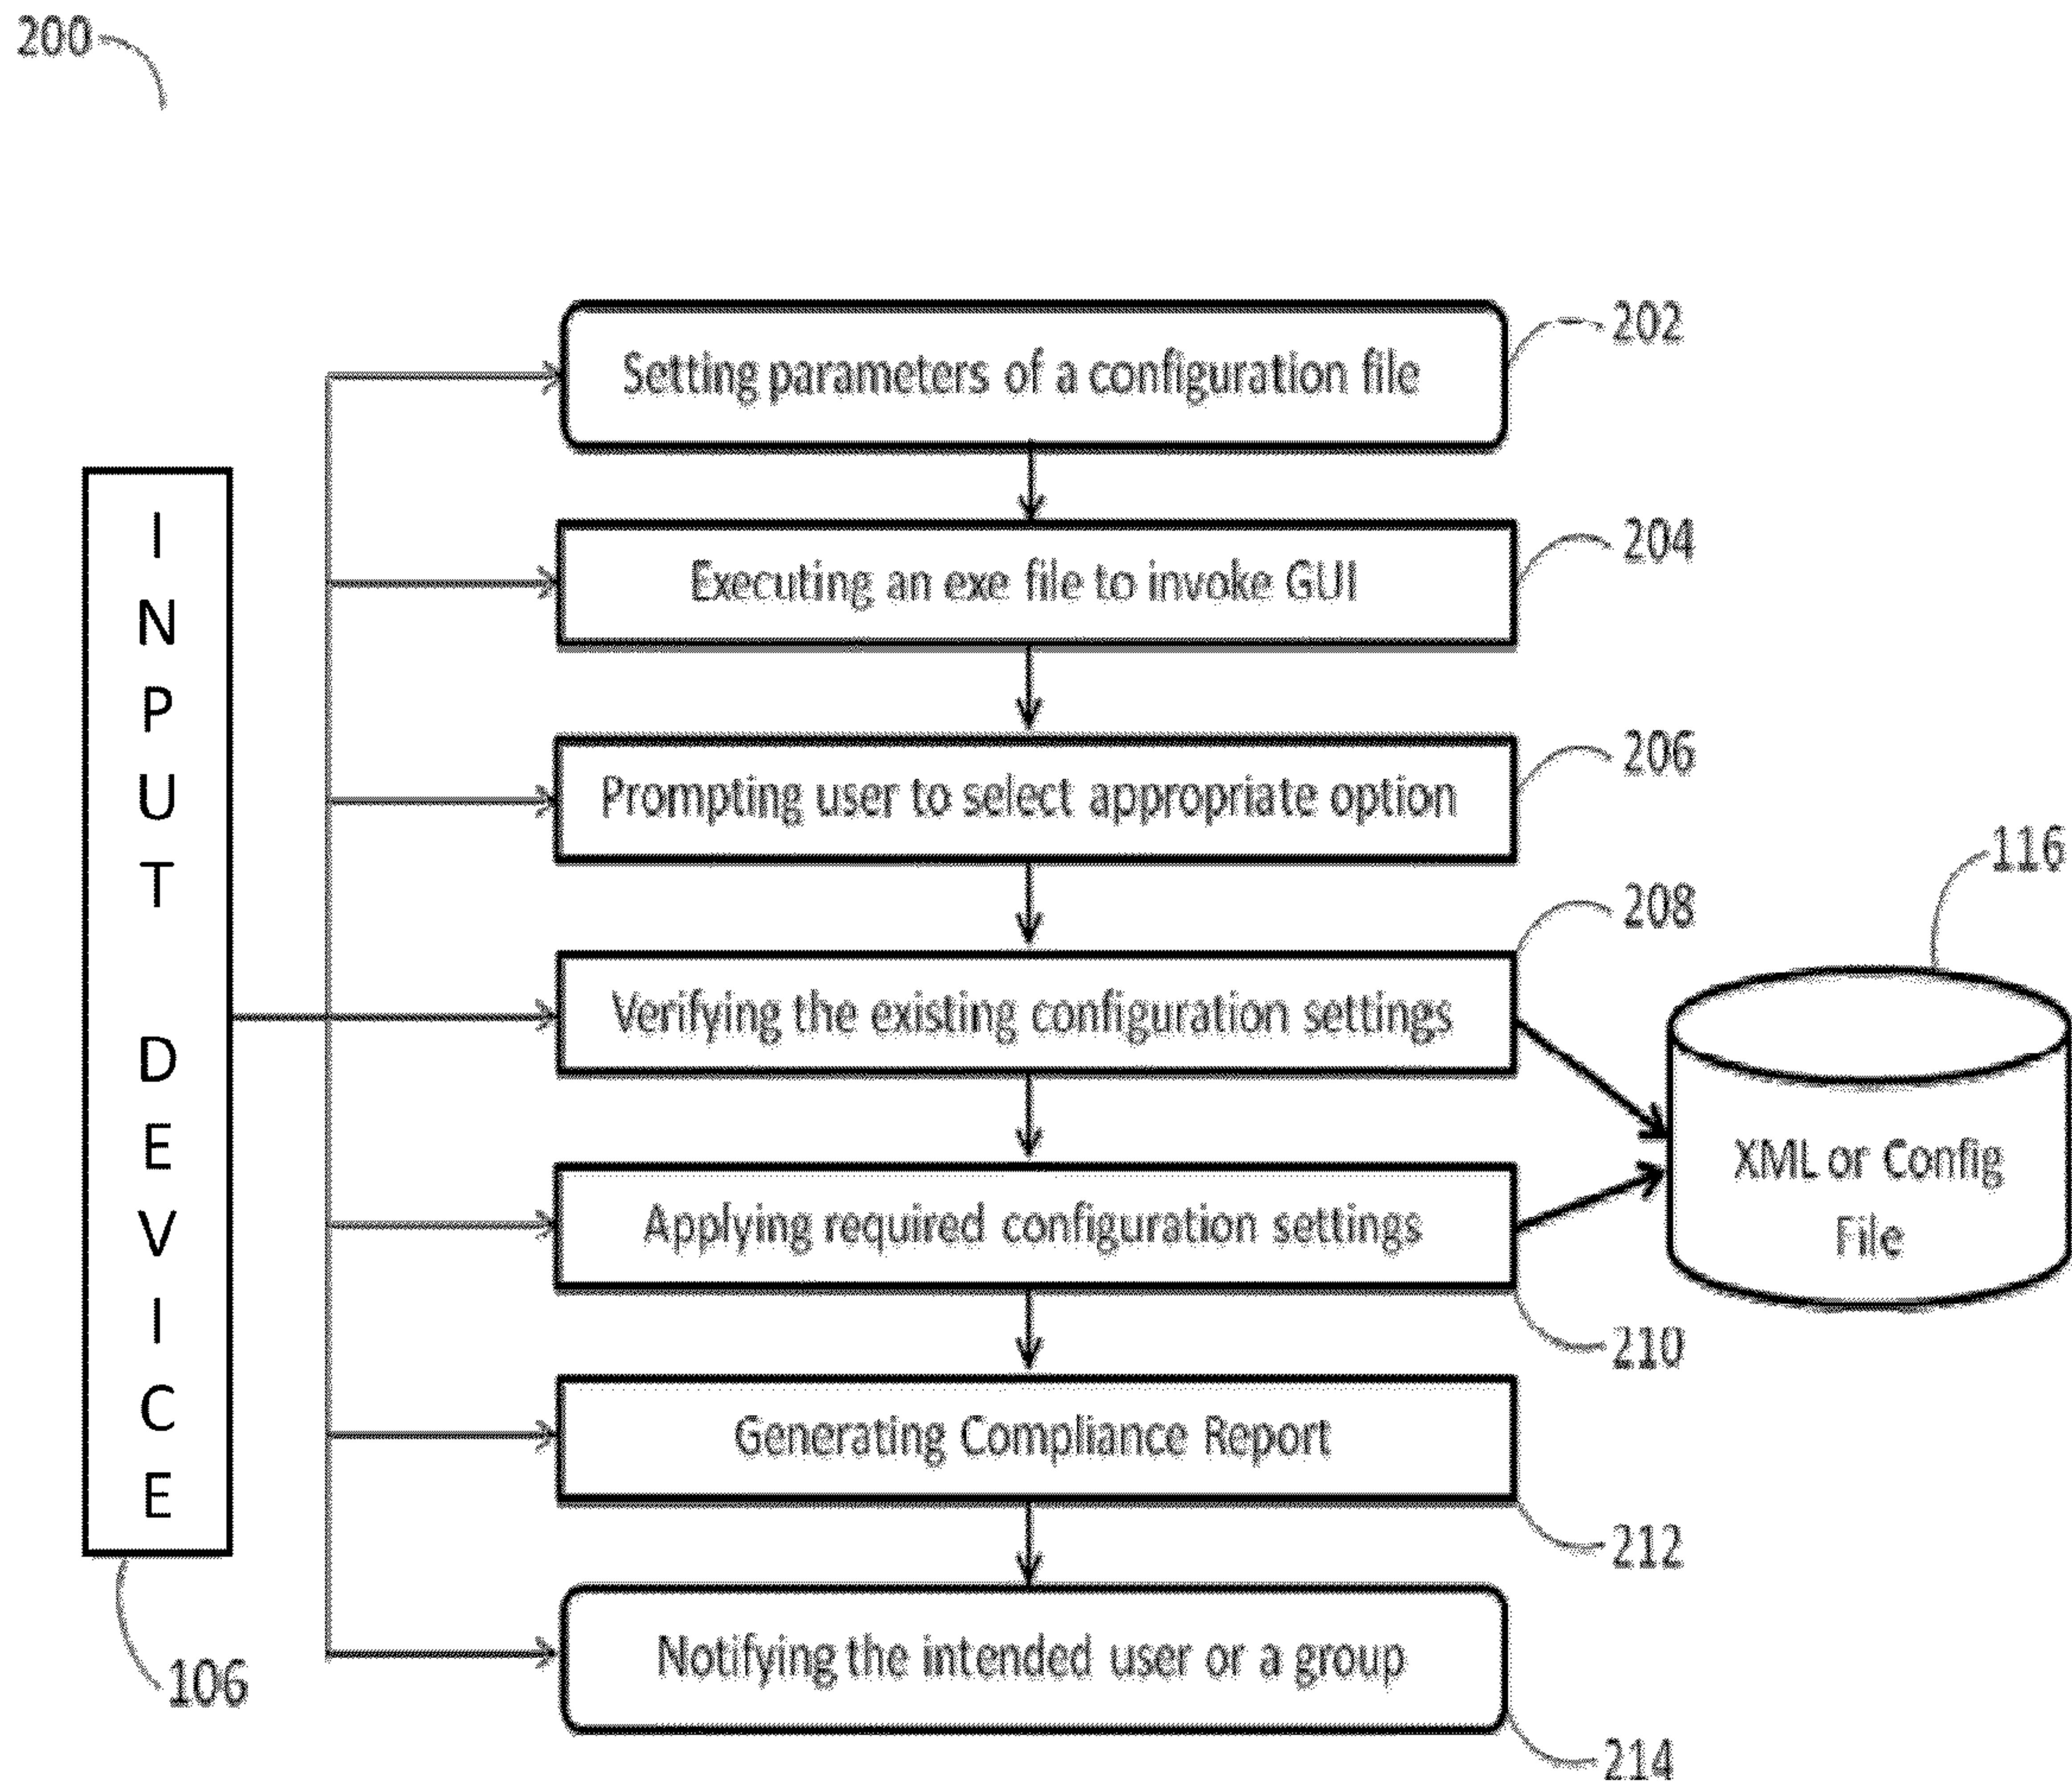 200
Setting parameters of a configuration file
202
Executing an exe file to invoke GUI
204
Prompting user to select appropriate option
206
Verifying the existing configuration settings
208
116
XML or Config
File
Applying required configuration settings
210
Generating Compliance Report
212
Notifying the intended user or a group
214
INPUT DEVICE
106